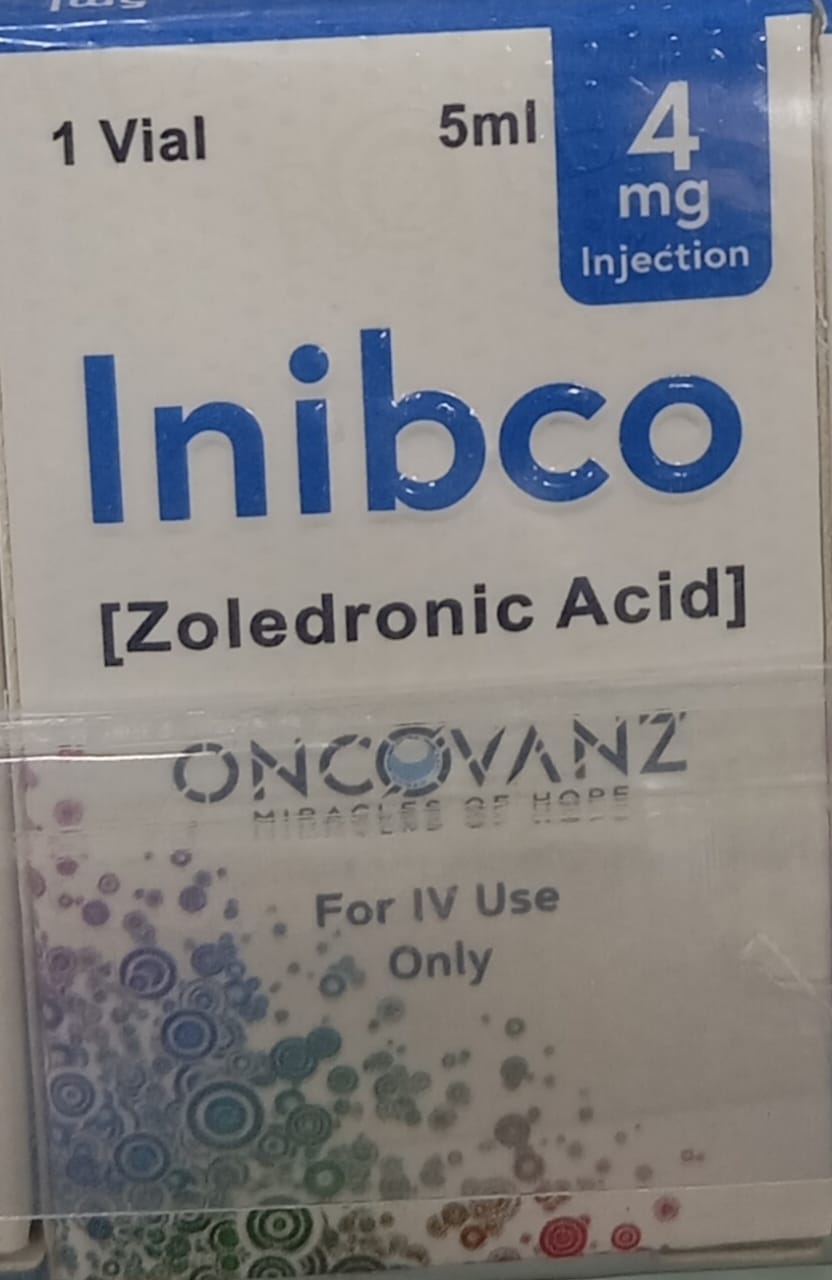 1 Vial 5ml
4
mg
Injection
Inibco
[Zoledronic Acid]
ONCOVANZ
MIRACLES OF HOPE
For IV Use
Only